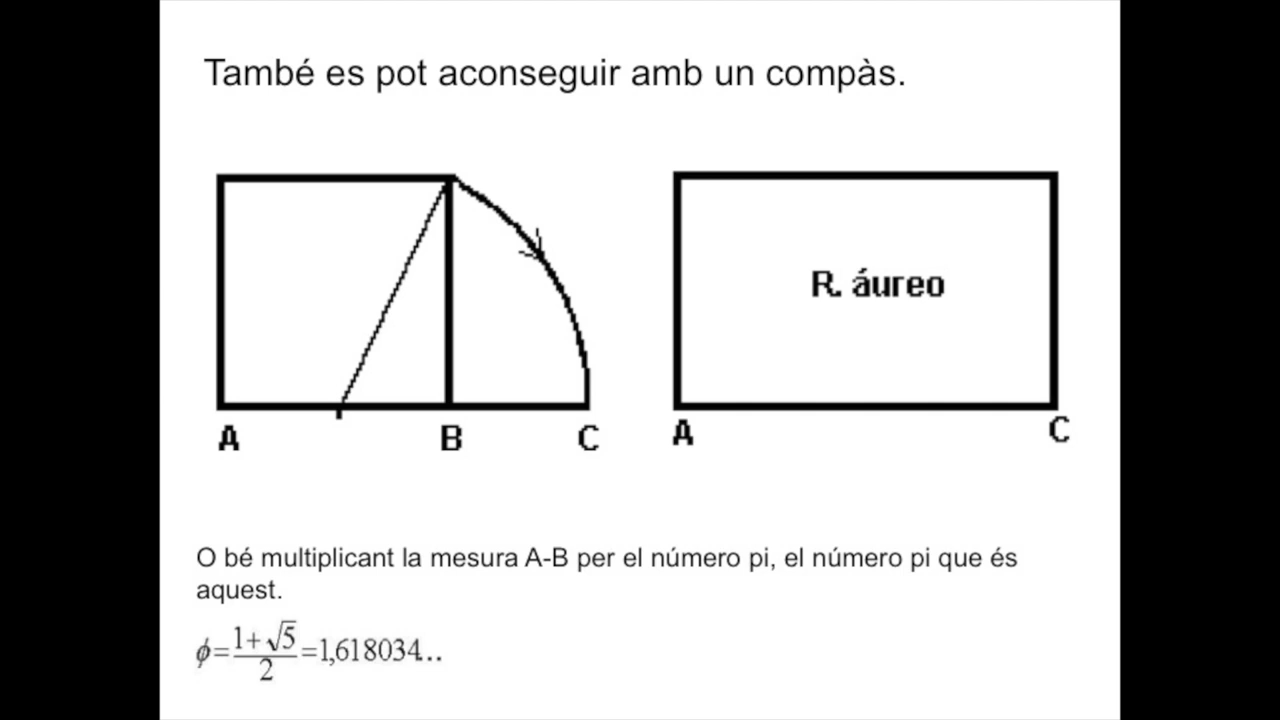 També es pot aconseguir amb un compàs.
R. áureo
A B C
A C
O bé multiplicant la mesura A-B per el número pi, el número pi que és
aquest.
ϕ=(1+√5)/2=1,618034..